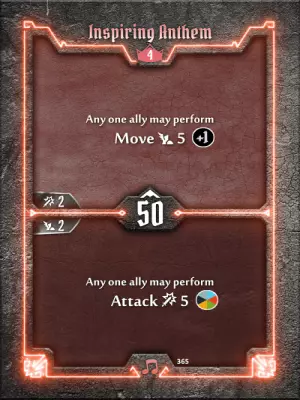 Inspiring Anthem
4
Any one ally may perform
Move 5 +1
2
50
2
Any one ally may perform
Attack 5
365